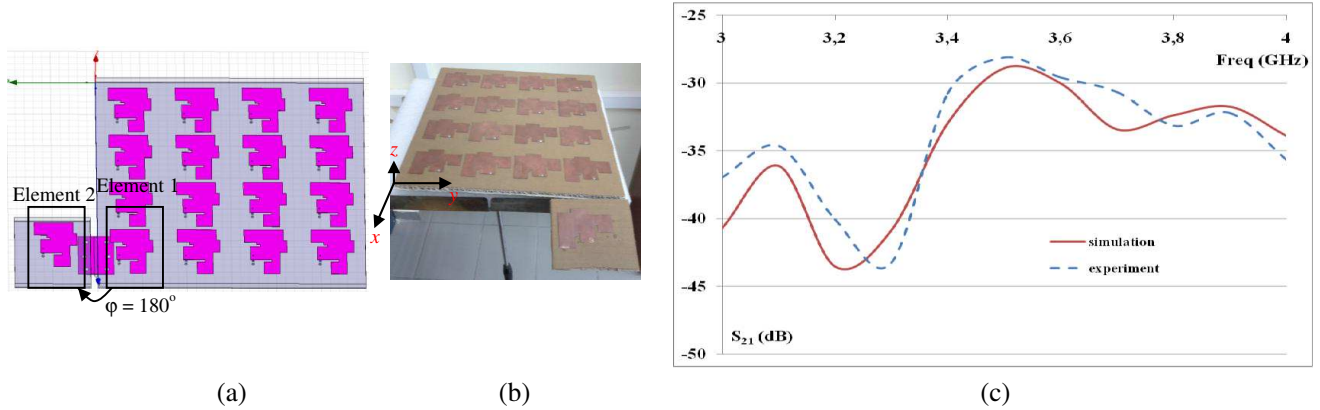 Element 2
Element 1
φ = 180°
z
y
x
-25
-30
-35
-40
-45
-50
3
3,2
3,4
3,6
3,8
4
Freq (GHz)
simulation
experiment
S₂₁ (dB)
(a)
(b)
(c)